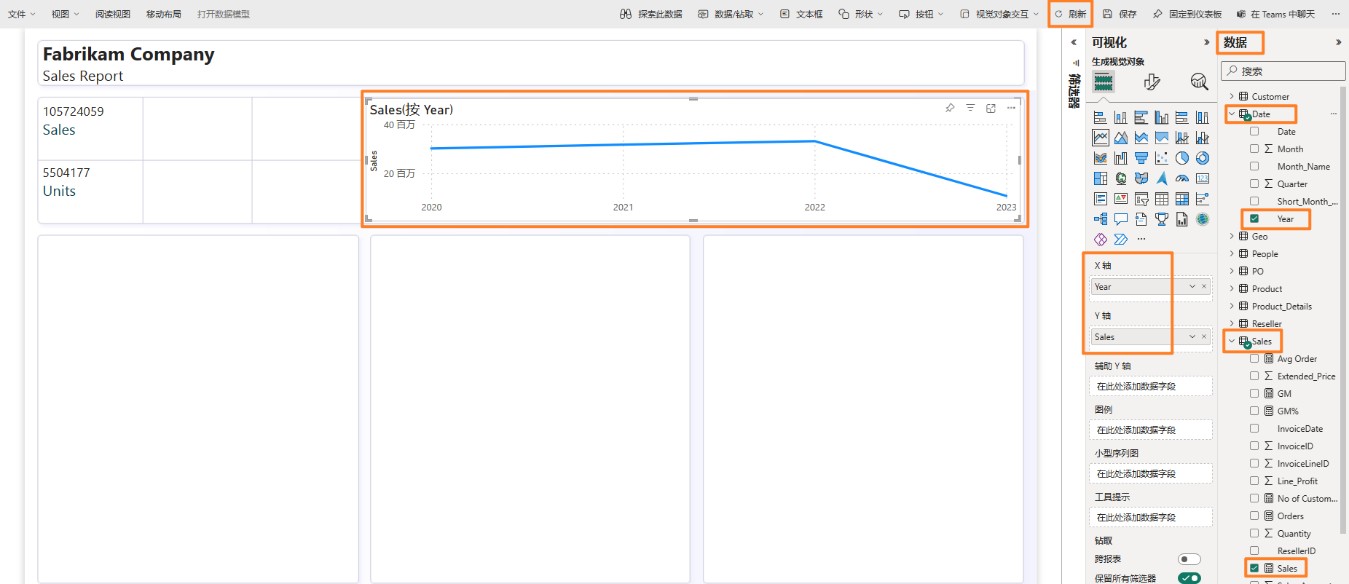 文件
视图
阅读视图
移动布局
打开数据模型
探索此数据
数据/钻取
文本框
形状
按钮
视觉对象交互
刷新
保存
固定到仪表板
在 Teams 中聊天
Fabrikam Company
Sales Report
105724059
Sales
5504177
Units
Sales(按 Year)
40 百万
20 百万
Sales
2020
2021
2022
2023
筛选器
可视化
生成视觉对象
123
X 轴
Year
Y 轴
Sales
辅助 Y 轴
在此处添加数据字段
图例
在此处添加数据字段
小型序列图
在此处添加数据字段
工具提示
在此处添加数据字段
钻取
跨报表
保留所有筛选器
数据
搜索
Customer
Date
Date
Month
Month_Name
Quarter
Short_Month_...
Year
Geo
People
PO
Product
Product_Details
Reseller
Sales
Avg Order
Extended_Price
GM
GM%
InvoiceDate
InvoiceID
InvoiceLineID
Line_Profit
No of Custom...
Orders
Quantity
ResellerID
Sales